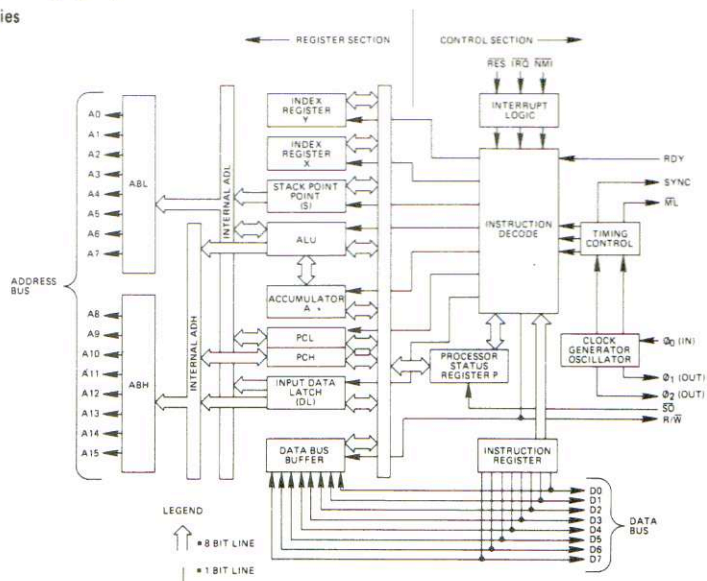 ies
REGISTER SECTION
CONTROL SECTION
RES IRQ NMI
INDEX
REGISTER
Y
INTERRUPT
LOGIC
INDEX
REGISTER
X
STACK POINT
POINT
(S)
ALU
ACCUMULATOR
A
PCL
PCH
INPUT DATA
LATCH
(DL)
DATA BUS
BUFFER
INTERNAL ADL
INTERNAL ADH
A0
A1
A2
A3
A4
A5
A6
A7
ABL
ADDRESS
BUS
A8
A9
A10
A11
A12
A13
A14
A15
ABH
INSTRUCTION
DECODE
TIMING
CONTROL
CLOCK
GENERATOR
OSCILLATOR
PROCESSOR
STATUS
REGISTER P
INSTRUCTION
REGISTER
RDY
SYNC
ML
Ø0 (IN)
Ø1 (OUT)
Ø2 (OUT)
SO
R/W
D0
D1
D2
D3
D4
D5
D6
D7
DATA
BUS
LEGEND
= 8 BIT LINE
= 1 BIT LINE